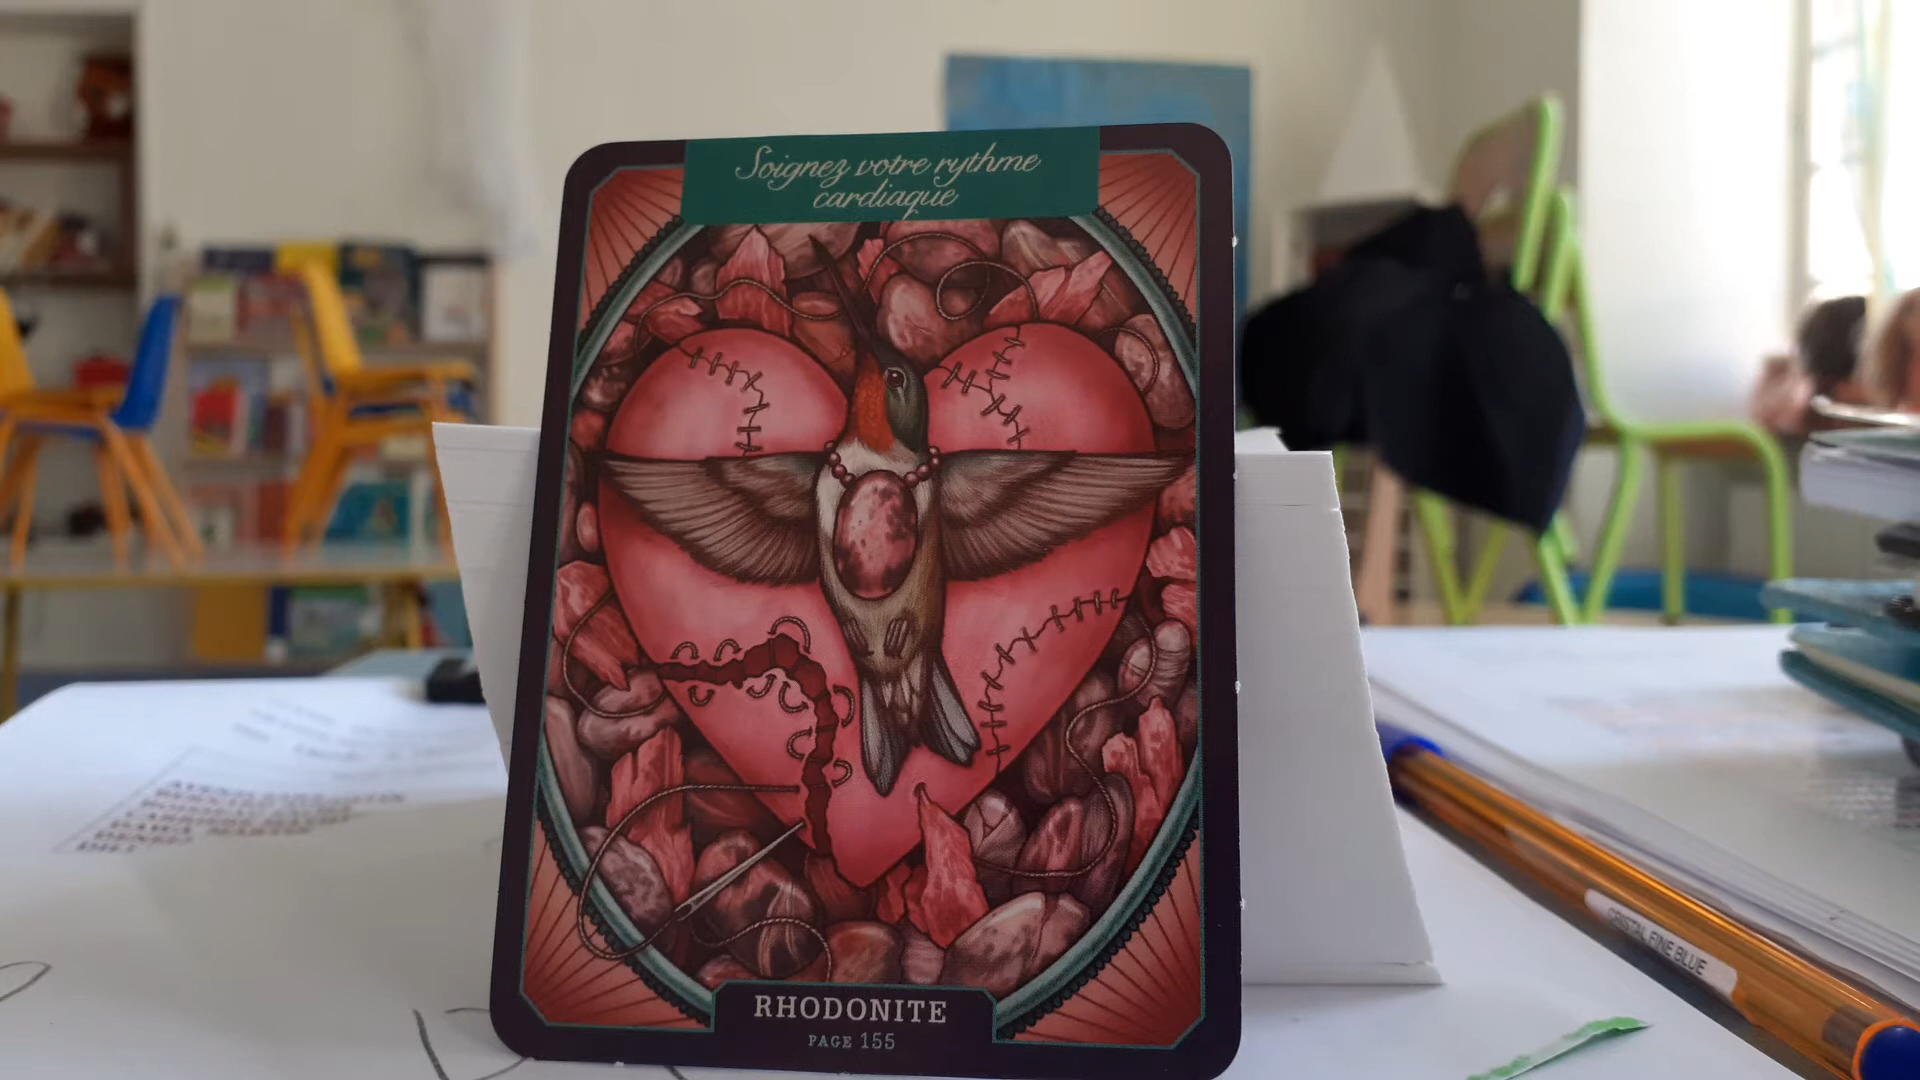 Soignez votre rythme
cardiaque
RHODONITE
PAGE 155
CRISTAL FINE BLUE